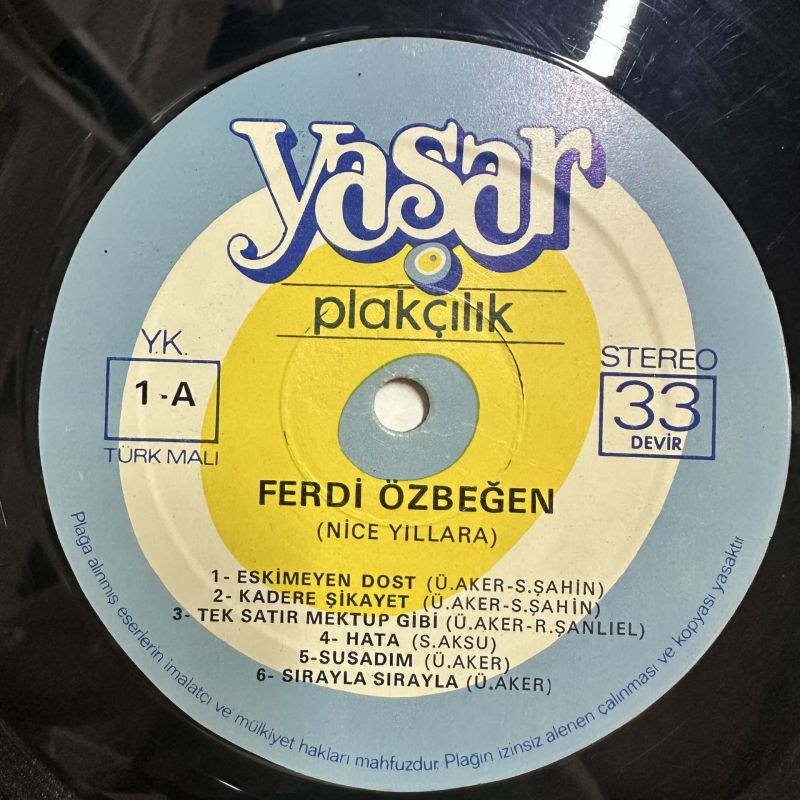 yaşar
plakçılık
Y.K.
1-A
TÜRK MALI
STEREO
33
DEVİR
FERDİ ÖZBEĞEN
(NİCE YILLARA)
1- ESKİMEYEN DOST (Ü.AKER-S.ŞAHİN)
2- KADERE ŞİKAYET (Ü.AKER-S.ŞAHİN)
3- TEK SATIR MEKTUP GİBİ (Ü.AKER-R.ŞANLIEL)
4- HATA (S.AKSU)
5-SUSADIM (Ü.AKER)
6- SIRAYLA SIRAYLA (Ü.AKER)
Plağa alınmış eserlerin imalatçı ve mülkiyet hakları mahfuzdur. Plağın izinsiz alenen çalınması ve kopyası yasaktır